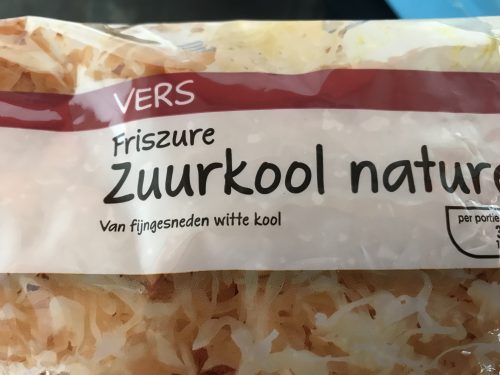 VERS
Friszure
Zuurkool nature
Van fijngesneden witte kool
per portie